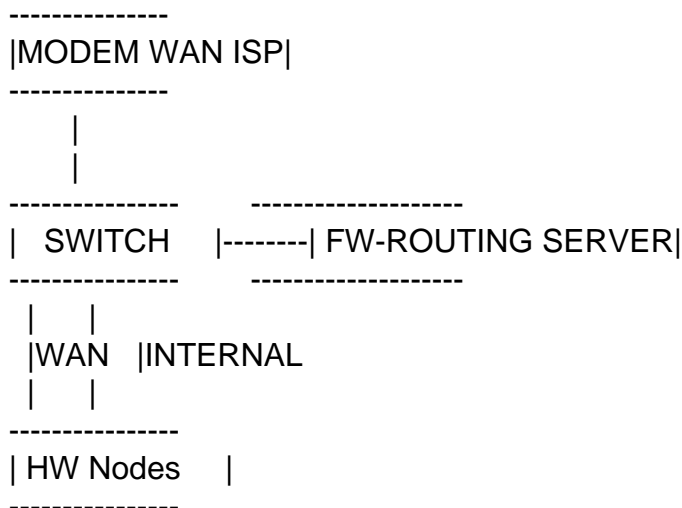 ---------------
|MODEM WAN ISP|
---------------
|
|
---------------- --------------------
| SWITCH |--------| FW-ROUTING SERVER|
---------------- --------------------
| |
|WAN |INTERNAL
| |
----------------
| HW Nodes |
----------------